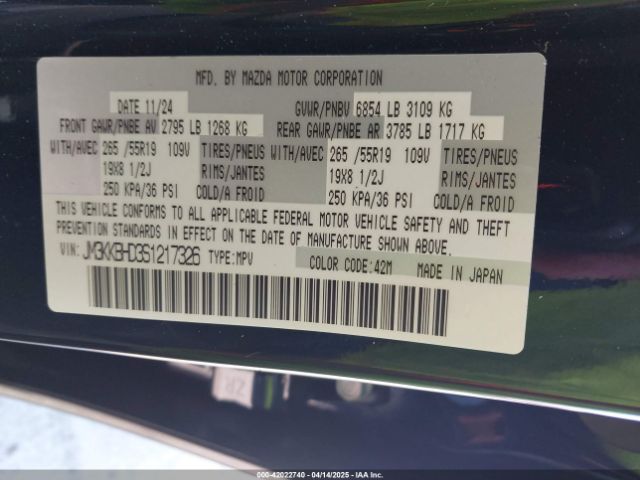 MFD. BY MAZDA MOTOR CORPORATION
DATE 11/24 GVWR/PNBV 6854 LB 3109 KG
FRONT GAWR/PNBE AV 2795 LB 1268 KG REAR GAWR/PNBE AR 3785 LB 1717 KG
WITH/AVEC 265 /55R19 109V TIRES/PNEUS WITH/AVEC 265 /55R19 109V TIRES/PNEUS
19X8 1/2J RIMS/JANTES 19X8 1/2J RIMS/JANTES
250 KPA/36 PSI COLD/A FROID 250 KPA/36 PSI COLD/A FROID
THIS VEHICLE CONFORMS TO ALL APPLICABLE FEDERAL MOTOR VEHICLE SAFETY AND THEFT
PREVENTION STANDARDS IN EFFECT ON THE DATE OF MANUFACTURE SHOWN ABOVE.
VIN: JM3KKBHD3S1217326 TYPE:MPV COLOR CODE:42M MADE IN JAPAN
000-42022740 - 04/14/2025 - IAAI.COM